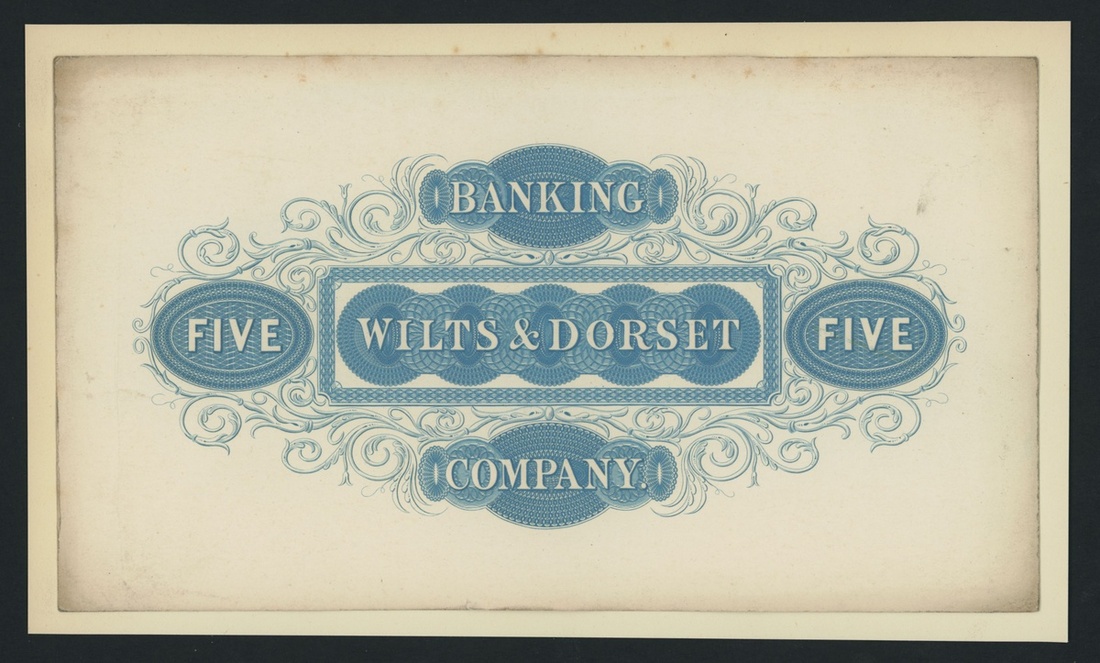 BANKING
FIVE
WILTS & DORSET
FIVE
COMPANY.